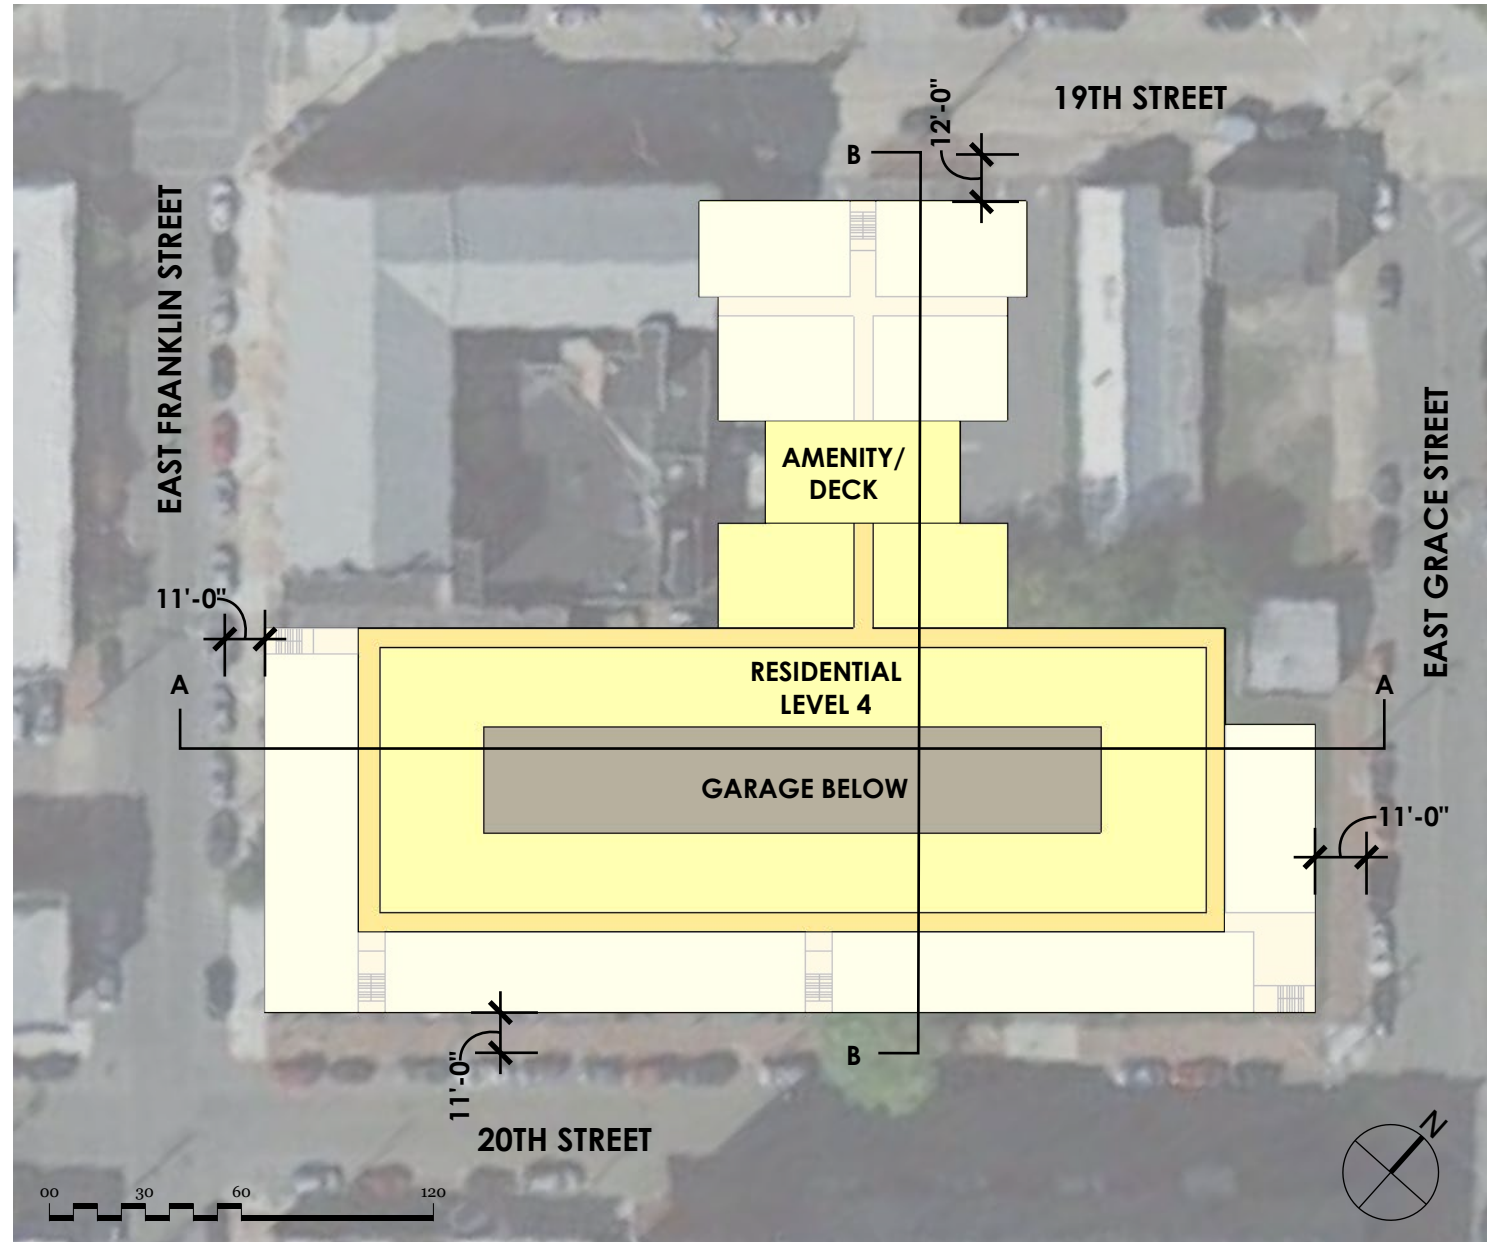 19TH STREET
12'-0"
B
EAST FRANKLIN STREET
AMENITY/
DECK
EAST GRACE STREET
11'-0"
A
RESIDENTIAL
LEVEL 4
A
GARAGE BELOW
11'-0"
B
11'-0"
20TH STREET
N
00 30 60 120